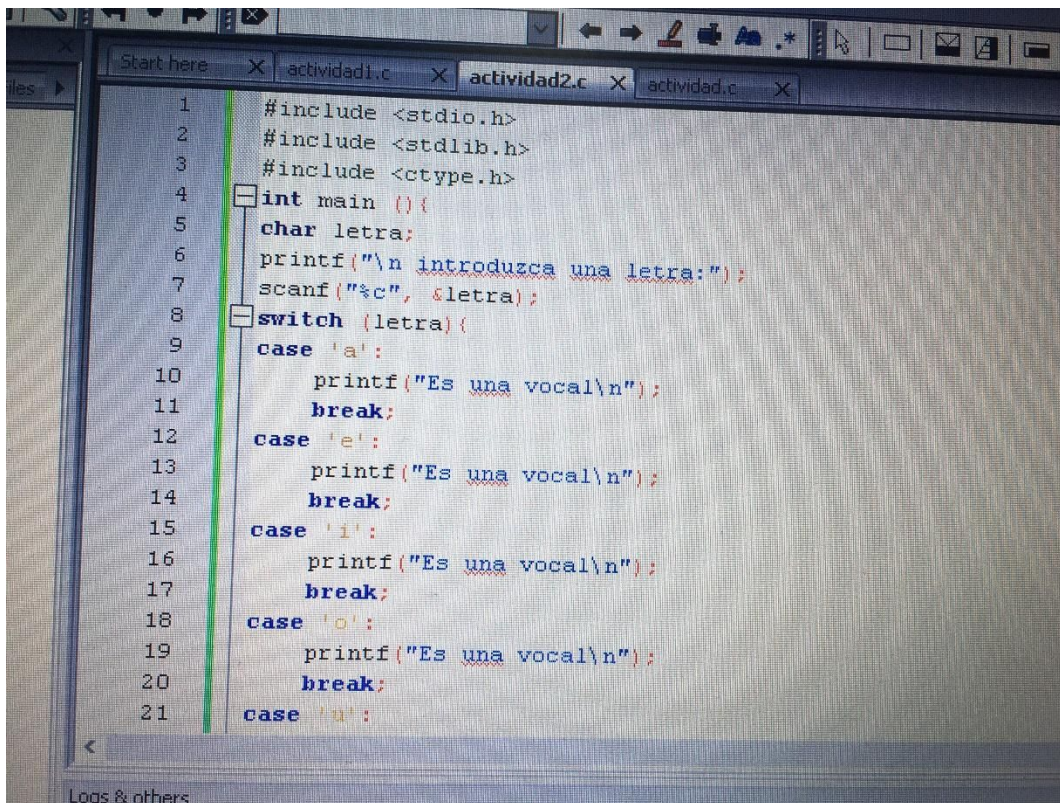 Start here
actividad1.c
actividad2.c
actividad.c
1 #include <stdio.h>
2 #include <stdlib.h>
3 #include <ctype.h>
4 int main (){
5 char letra;
6 printf("\n introduzca una letra:");
7 scanf("%c", &letra);
8 switch (letra){
9 case 'a':
10 printf("Es una vocal\n");
11 break;
12 case 'e':
13 printf("Es una vocal\n");
14 break;
15 case 'i':
16 printf("Es una vocal\n");
17 break;
18 case 'o':
19 printf("Es una vocal\n");
20 break;
21 case 'u':
Logs & others